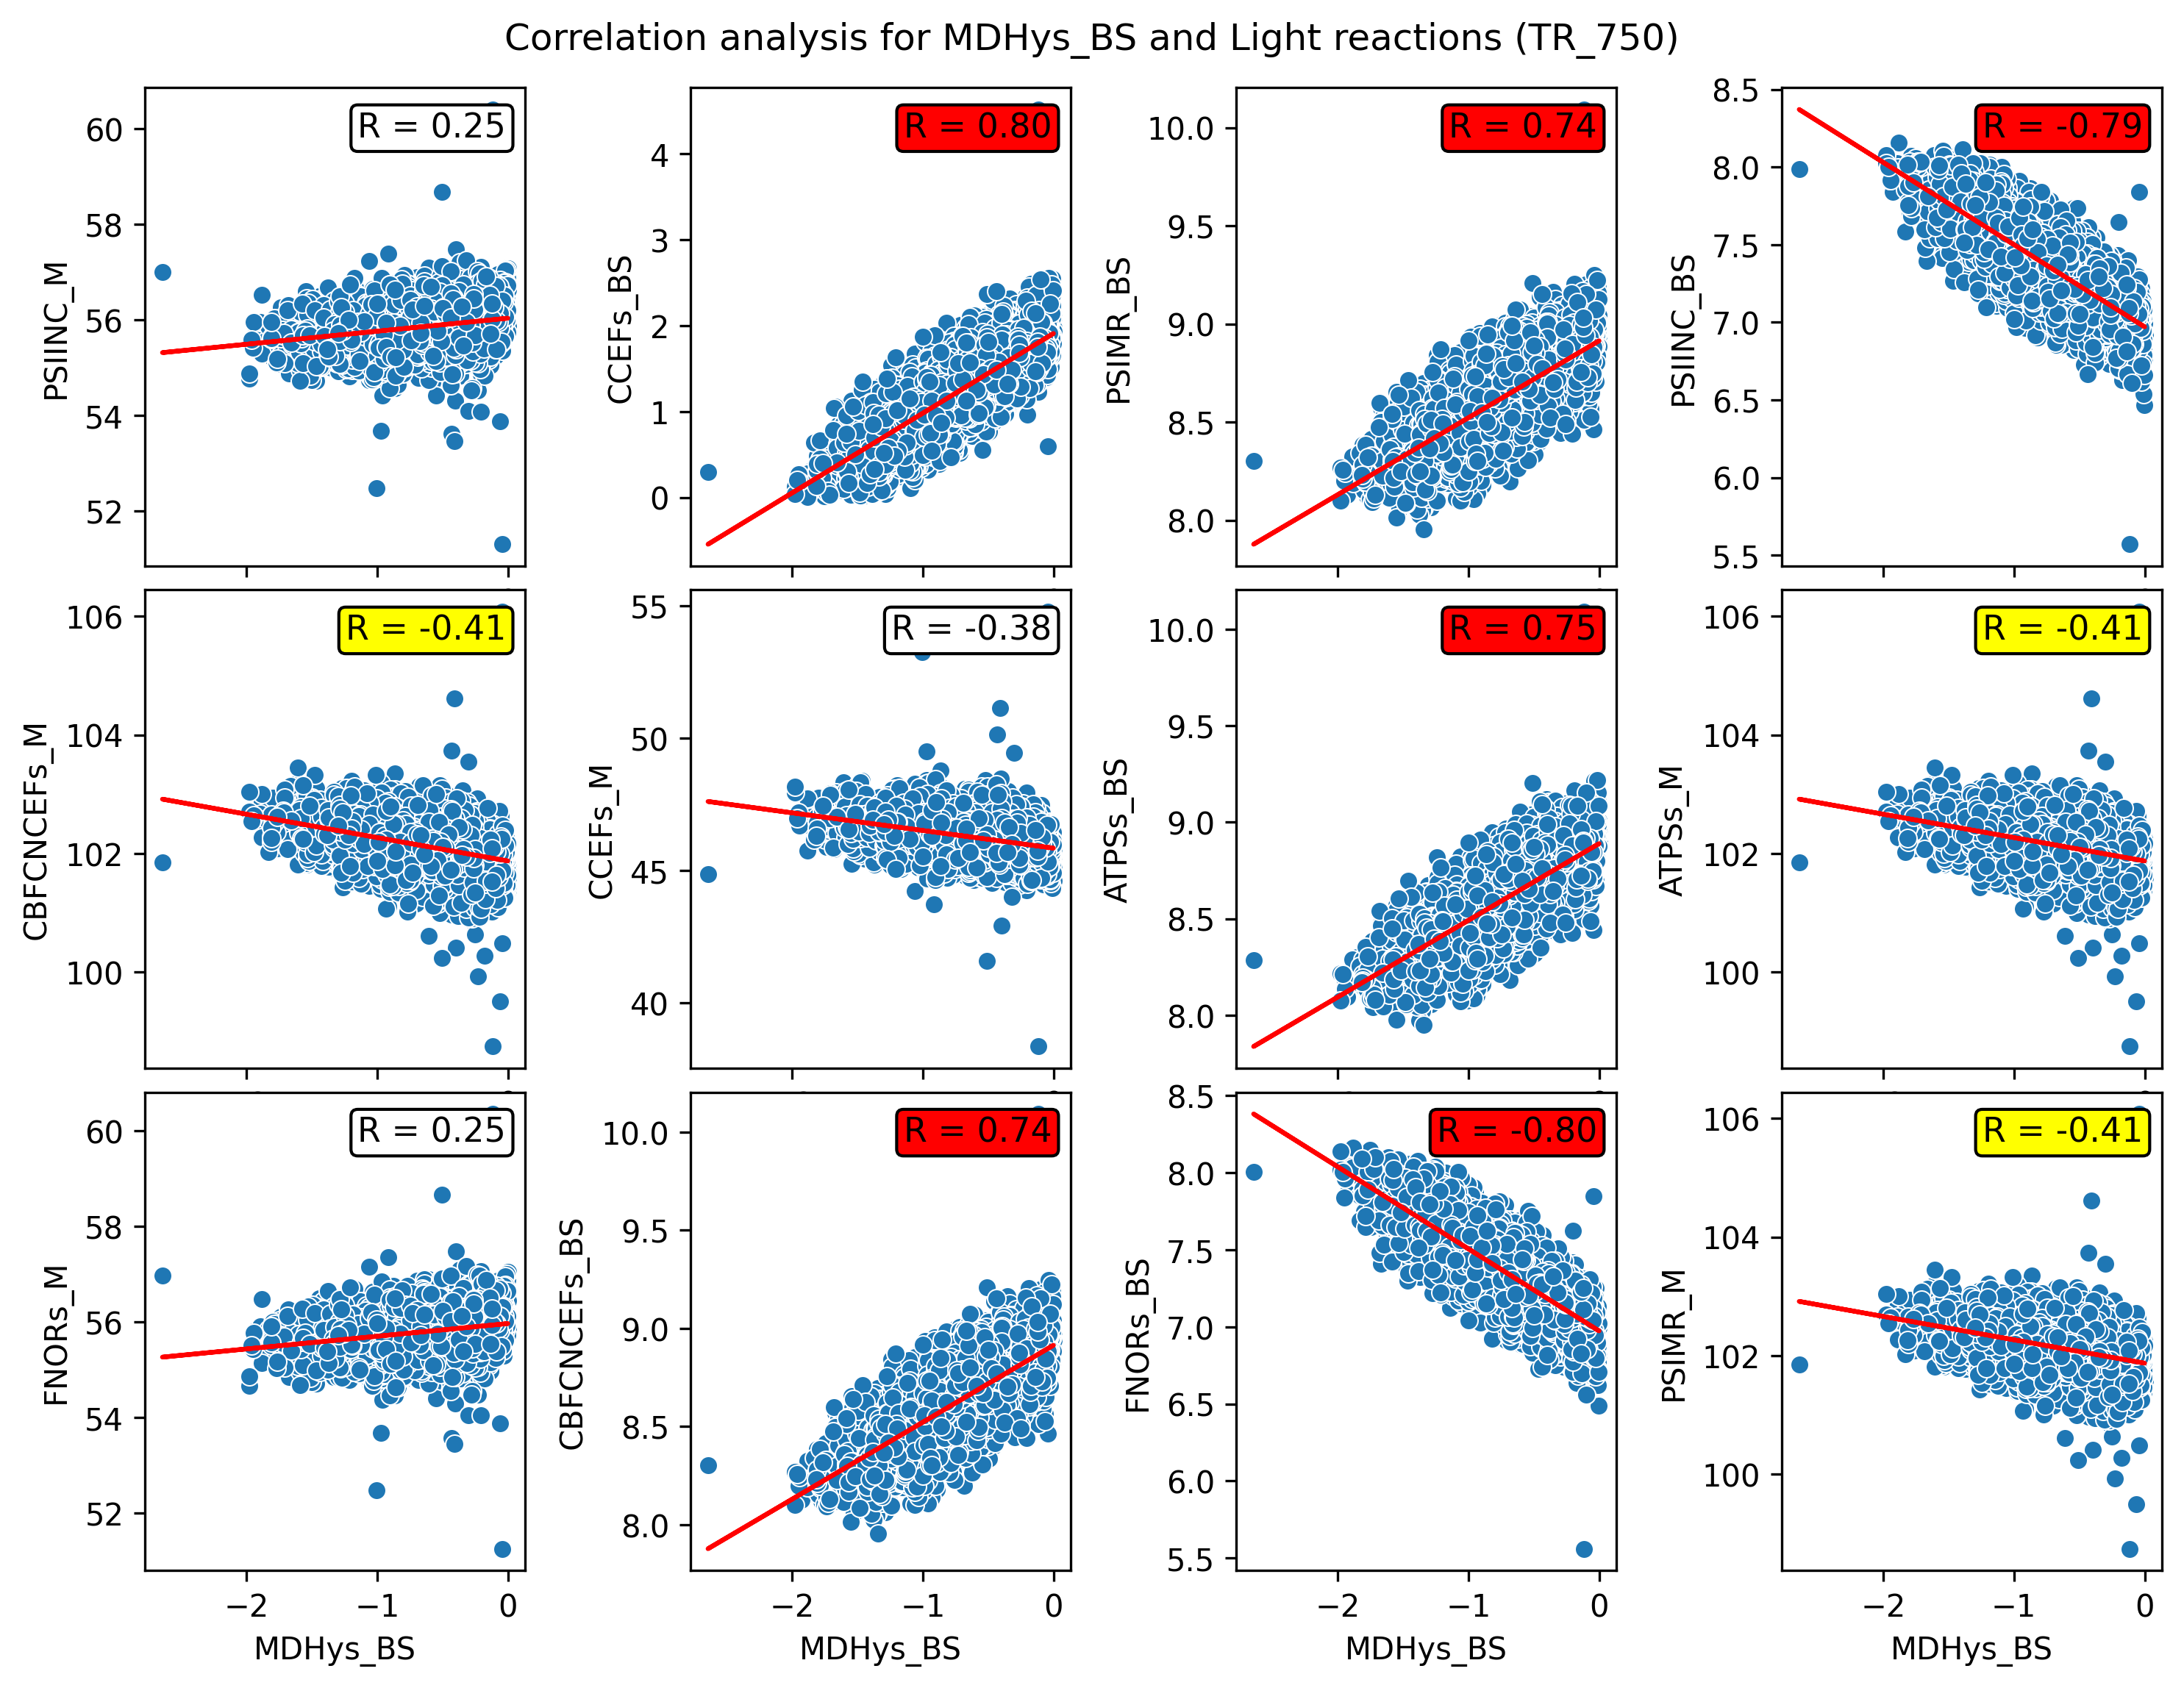 Correlation analysis for MDHys_BS and Light reactions (TR_750)
PSIINC_M
60
58
56
54
52
R = 0.25
CCEFs_BS
4
3
2
1
0
R = 0.80
PSIMR_BS
10.0
9.5
9.0
8.5
8.0
R = 0.74
PSIINC_BS
8.5
8.0
7.5
7.0
6.5
6.0
5.5
R = -0.79
CBFCNCEFs_M
106
104
102
100
R = -0.41
CCEFs_M
55
50
45
40
R = -0.38
ATPSs_BS
10.0
9.5
9.0
8.5
8.0
R = 0.75
ATPSs_M
106
104
102
100
R = -0.41
FNORs_M
60
58
56
54
52
R = 0.25
−2 −1 0
MDHys_BS
CBFCNCEFs_BS
10.0
9.5
9.0
8.5
8.0
R = 0.74
−2 −1 0
MDHys_BS
FNORs_BS
8.5
8.0
7.5
7.0
6.5
6.0
5.5
R = -0.80
−2 −1 0
MDHys_BS
PSIMR_M
106
104
102
100
R = -0.41
−2 −1 0
MDHys_BS